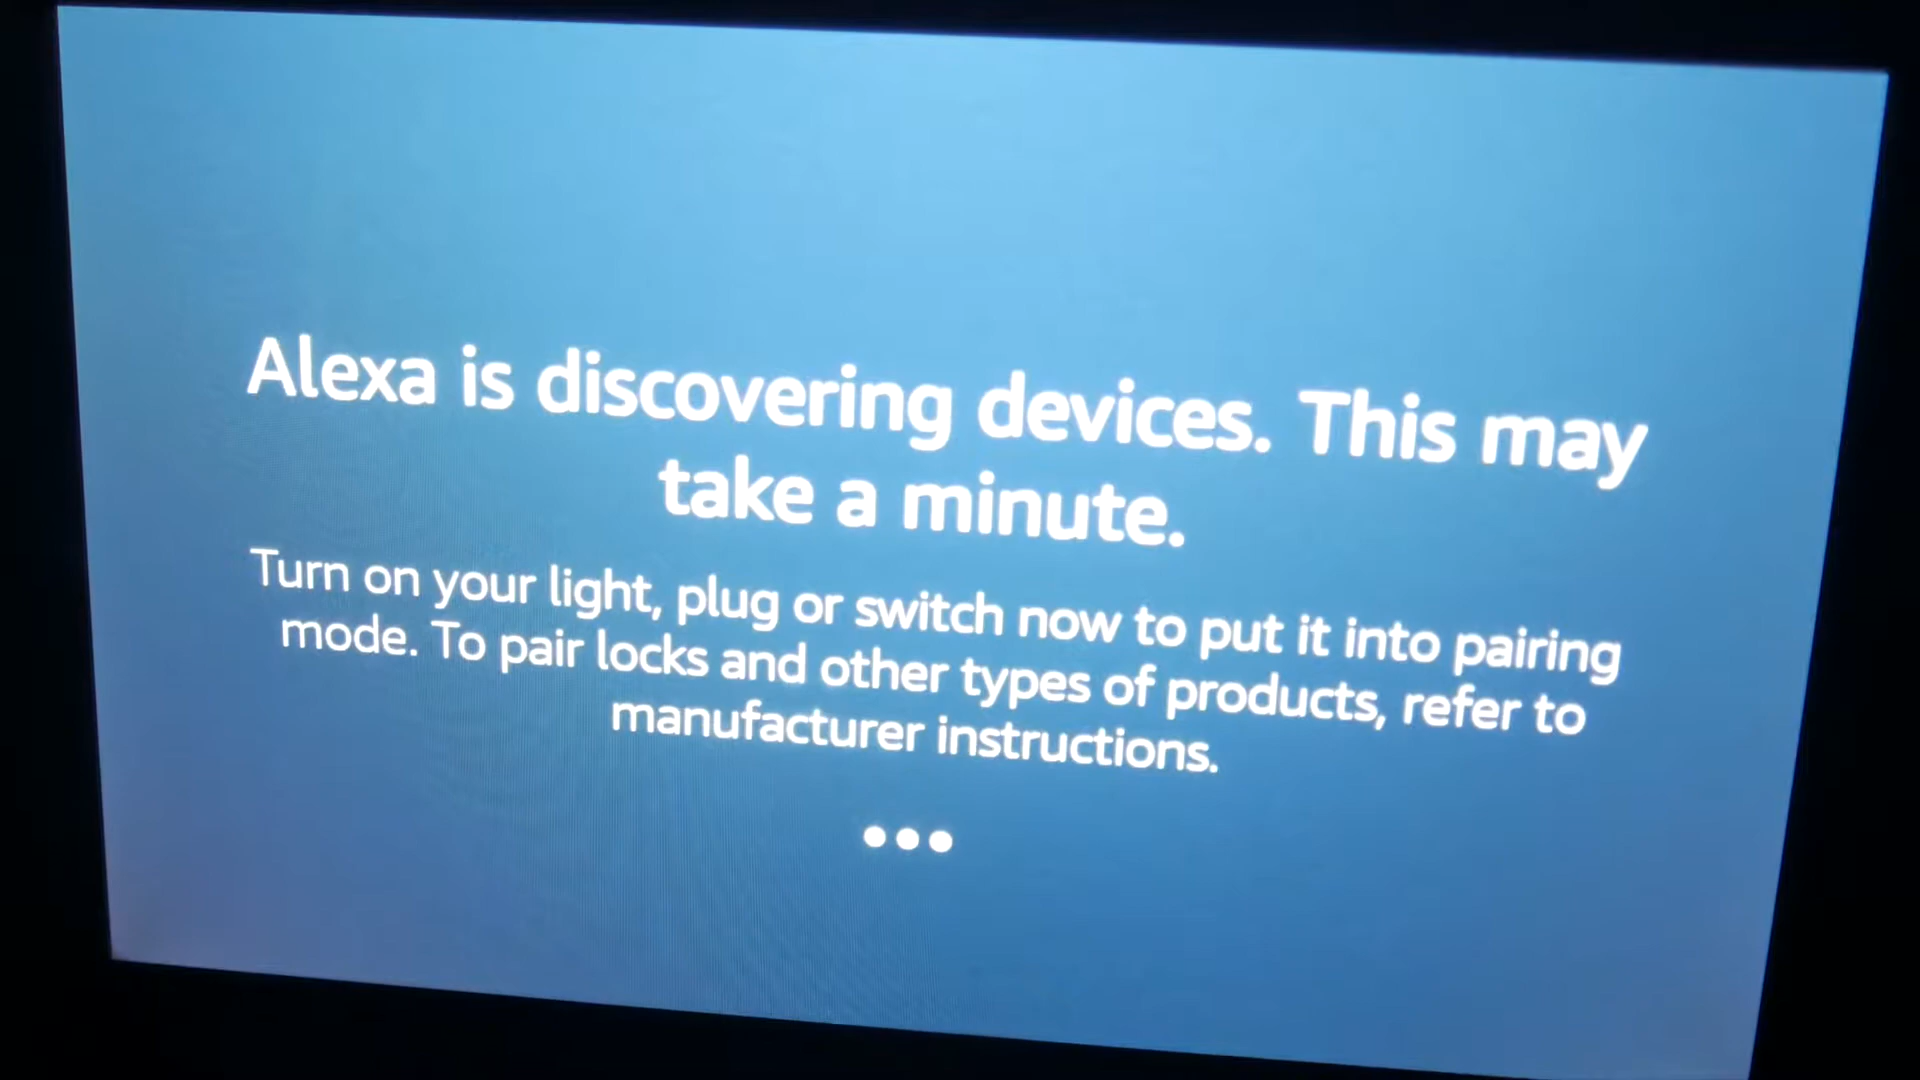 Alexa is discovering devices. This may
take a minute.
Turn on your light, plug or switch now to put it into pairing
mode. To pair locks and other types of products, refer to
manufacturer instructions.